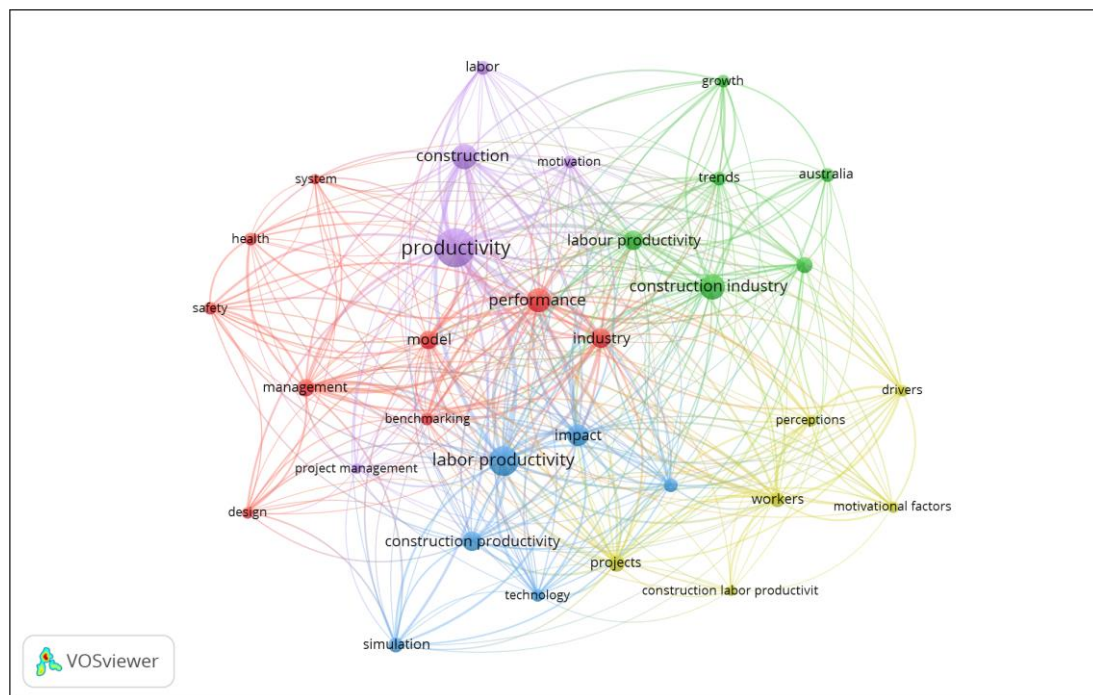 labor
growth
construction
motivation
system
trends
australia
health
labour productivity
productivity
construction industry
performance
safety
model
industry
management
drivers
benchmarking
perceptions
impact
labor productivity
project management
workers
motivational factors
design
construction productivity
projects
technology
construction labor productivit
simulation
VOSviewer